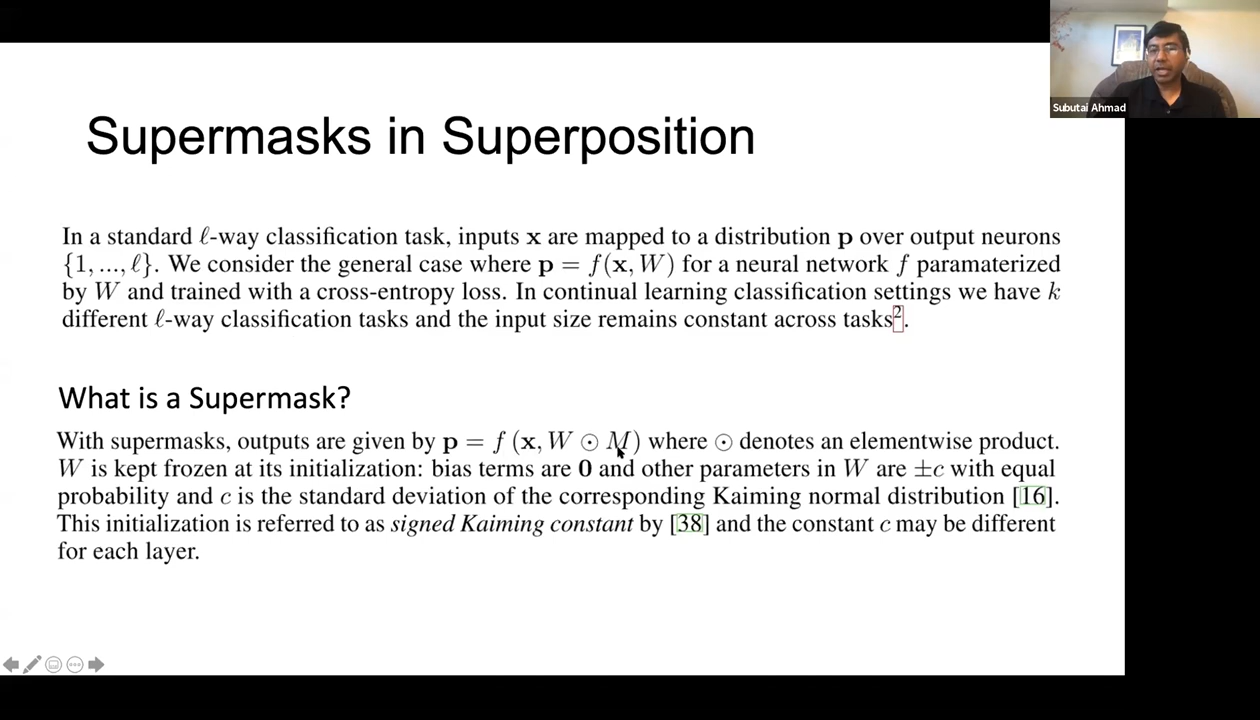 Subutai Ahmad
Supermasks in Superposition
In a standard ℓ-way classification task, inputs x are mapped to a distribution p over output neurons
{1, ..., ℓ}. We consider the general case where p = f(x, W) for a neural network f paramaterized
by W and trained with a cross-entropy loss. In continual learning classification settings we have k
different ℓ-way classification tasks and the input size remains constant across tasks².
What is a Supermask?
With supermasks, outputs are given by p = f (x, W ⊙ M) where ⊙ denotes an elementwise product.
W is kept frozen at its initialization: bias terms are 0 and other parameters in W are ±c with equal
probability and c is the standard deviation of the corresponding Kaiming normal distribution [16].
This initialization is referred to as signed Kaiming constant by [38] and the constant c may be different
for each layer.